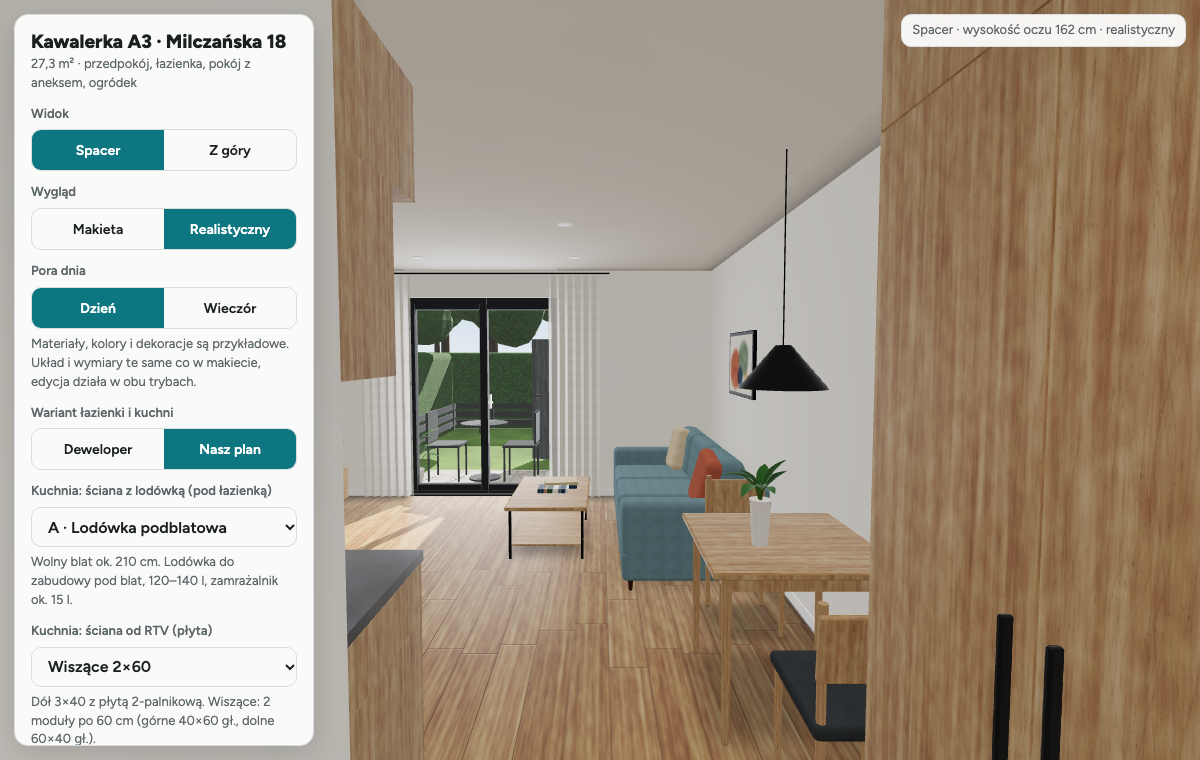 Kawalerka A3 · Milczańska 18
27,3 m² · przedpokój, łazienka, pokój z
aneksem, ogródek
Widok
Spacer
Z góry
Wygląd
Makieta
Realistyczny
Pora dnia
Dzień
Wieczór
Materiały, kolory i dekoracje są przykładowe.
Układ i wymiary te same co w makiecie,
edycja działa w obu trybach.
Wariant łazienki i kuchni
Deweloper
Nasz plan
Kuchnia: ściana z lodówką (pod łazienką)
A · Lodówka podblatowa
Wolny blat ok. 210 cm. Lodówka do
zabudowy pod blat, 120–140 l, zamrażalnik
ok. 15 l.
Kuchnia: ściana od RTV (płyta)
Wiszące 2×60
Dół 3×40 z płytą 2-palnikową. Wiszące: 2
moduły po 60 cm (górne 40×60 gł., dolne
60×40 gł.).
Spacer · wysokość oczu 162 cm · realistyczny